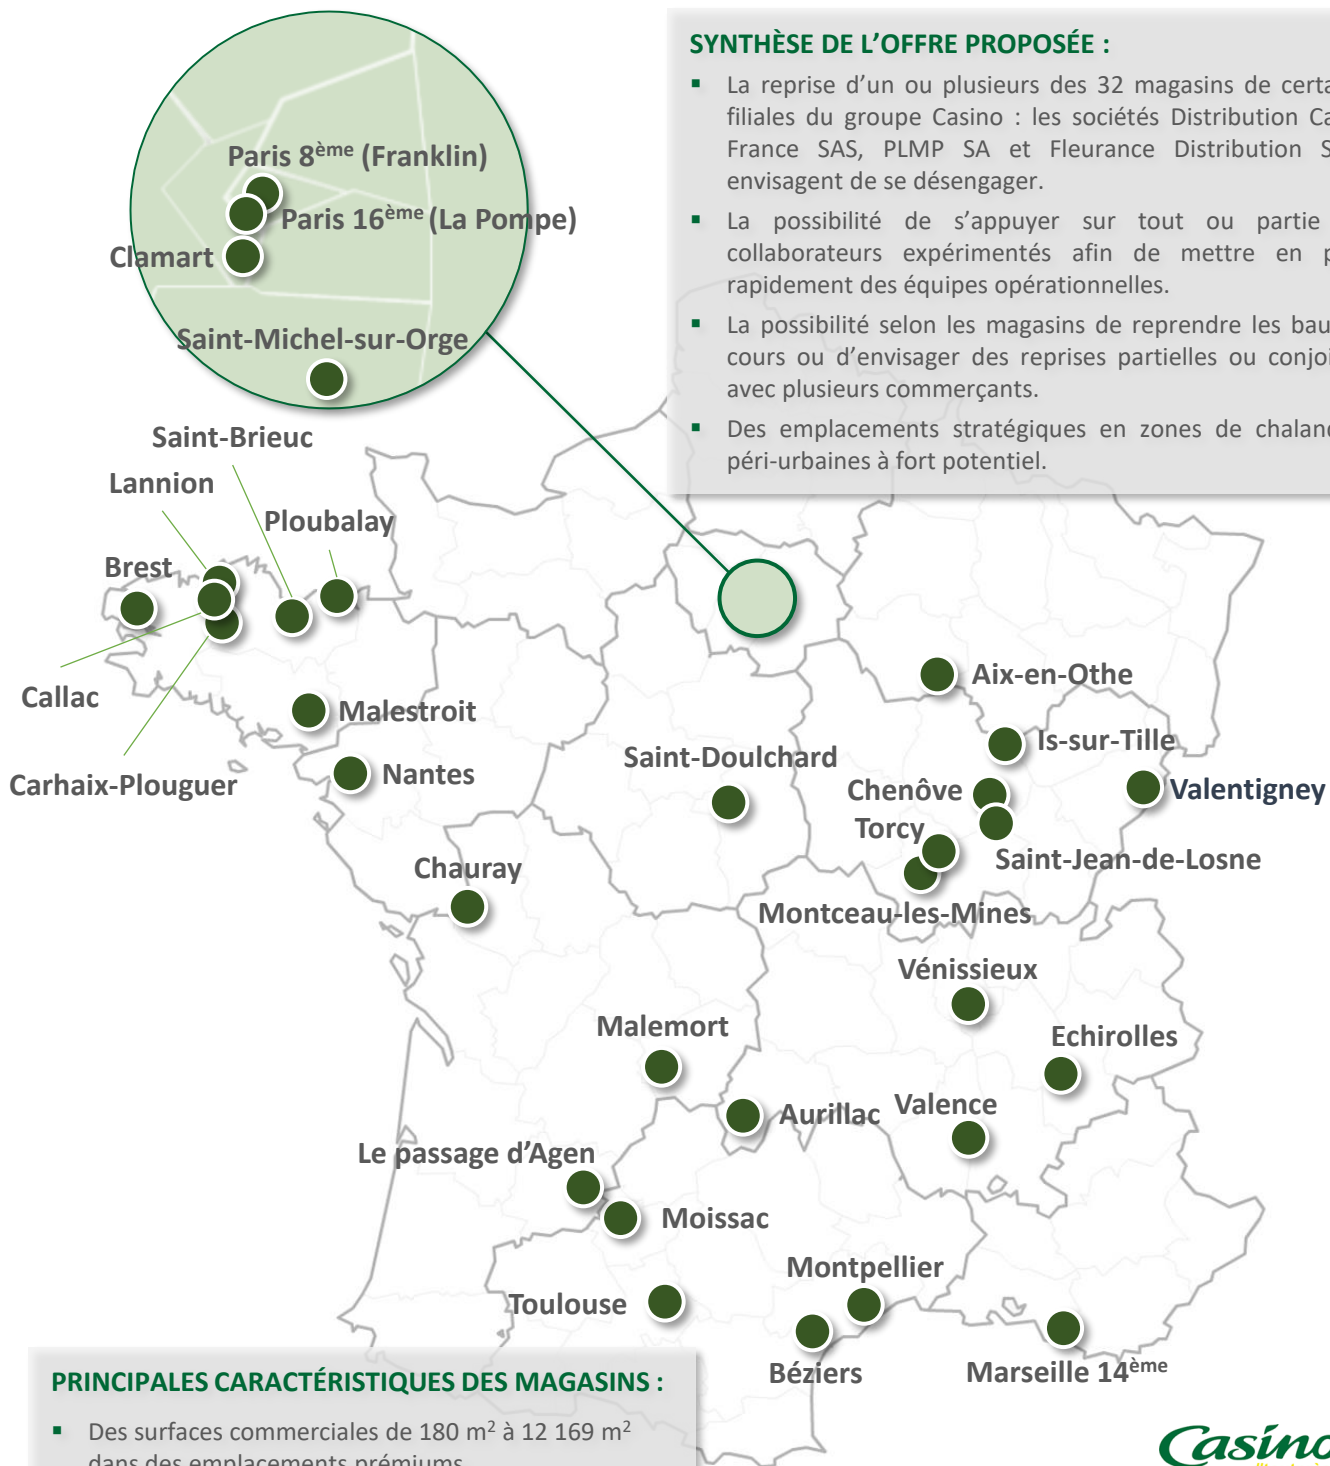 SYNTHÈSE DE L'OFFRE PROPOSÉE :
▪ La reprise d'un ou plusieurs des 32 magasins de
filiales du groupe Casino : les sociétés Distribution
France SAS, PLMP SA et Fleurance Distribution
envisagent de se désengager.
▪ La possibilité de s'appuyer sur tout ou partie
collaborateurs expérimentés afin de mettre en
rapidement des équipes opérationnelles.
▪ La possibilité selon les magasins de reprendre les
cours ou d'envisager des reprises partielles ou
avec plusieurs commerçants.
▪ Des emplacements stratégiques en zones de
péri-urbaines à fort potentiel.
Paris 8ème (Franklin)
Paris 16ème (La Pompe)
Clamart
Saint-Michel-sur-Orge
Saint-Brieuc
Lannion
Ploubalay
Brest
Callac
Carhaix-Plouguer
Malestroit
Nantes
Aix-en-Othe
Is-sur-Tille
Saint-Doulchard
Chenôve
Valentigney
Torcy
Saint-Jean-de-Losne
Chauray
Montceau-les-Mines
Vénissieux
Malemort
Echirolles
Aurillac
Valence
Le passage d'Agen
Moissac
Montpellier
Toulouse
Béziers
Marseille 14ème
PRINCIPALES CARACTÉRISTIQUES DES MAGASINS :
▪ Des surfaces commerciales de 180 m² à 12 169 m²
dans des emplacements prémiums
Casino